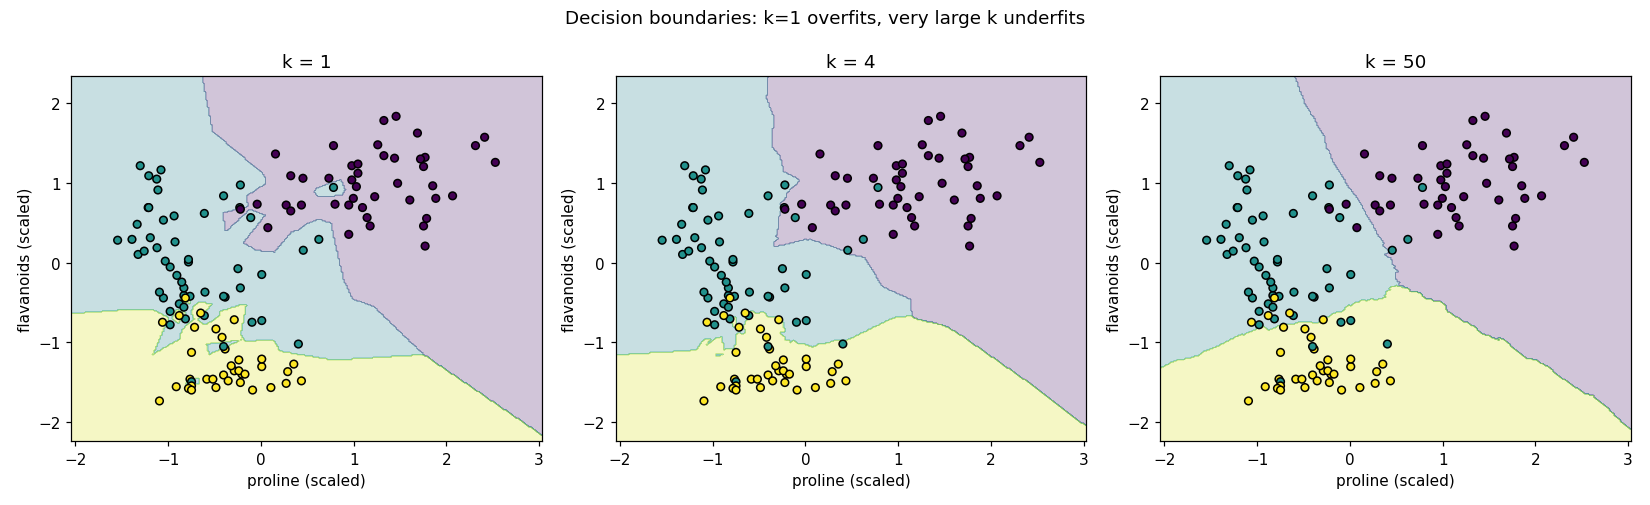 Decision boundaries: k=1 overfits, very large k underfits
k = 1
2
1
0
−1
−2
flavanoids (scaled)
−2 −1 0 1 2 3
proline (scaled)
k = 4
2
1
0
−1
−2
flavanoids (scaled)
−2 −1 0 1 2 3
proline (scaled)
k = 50
2
1
0
−1
−2
flavanoids (scaled)
−2 −1 0 1 2 3
proline (scaled)